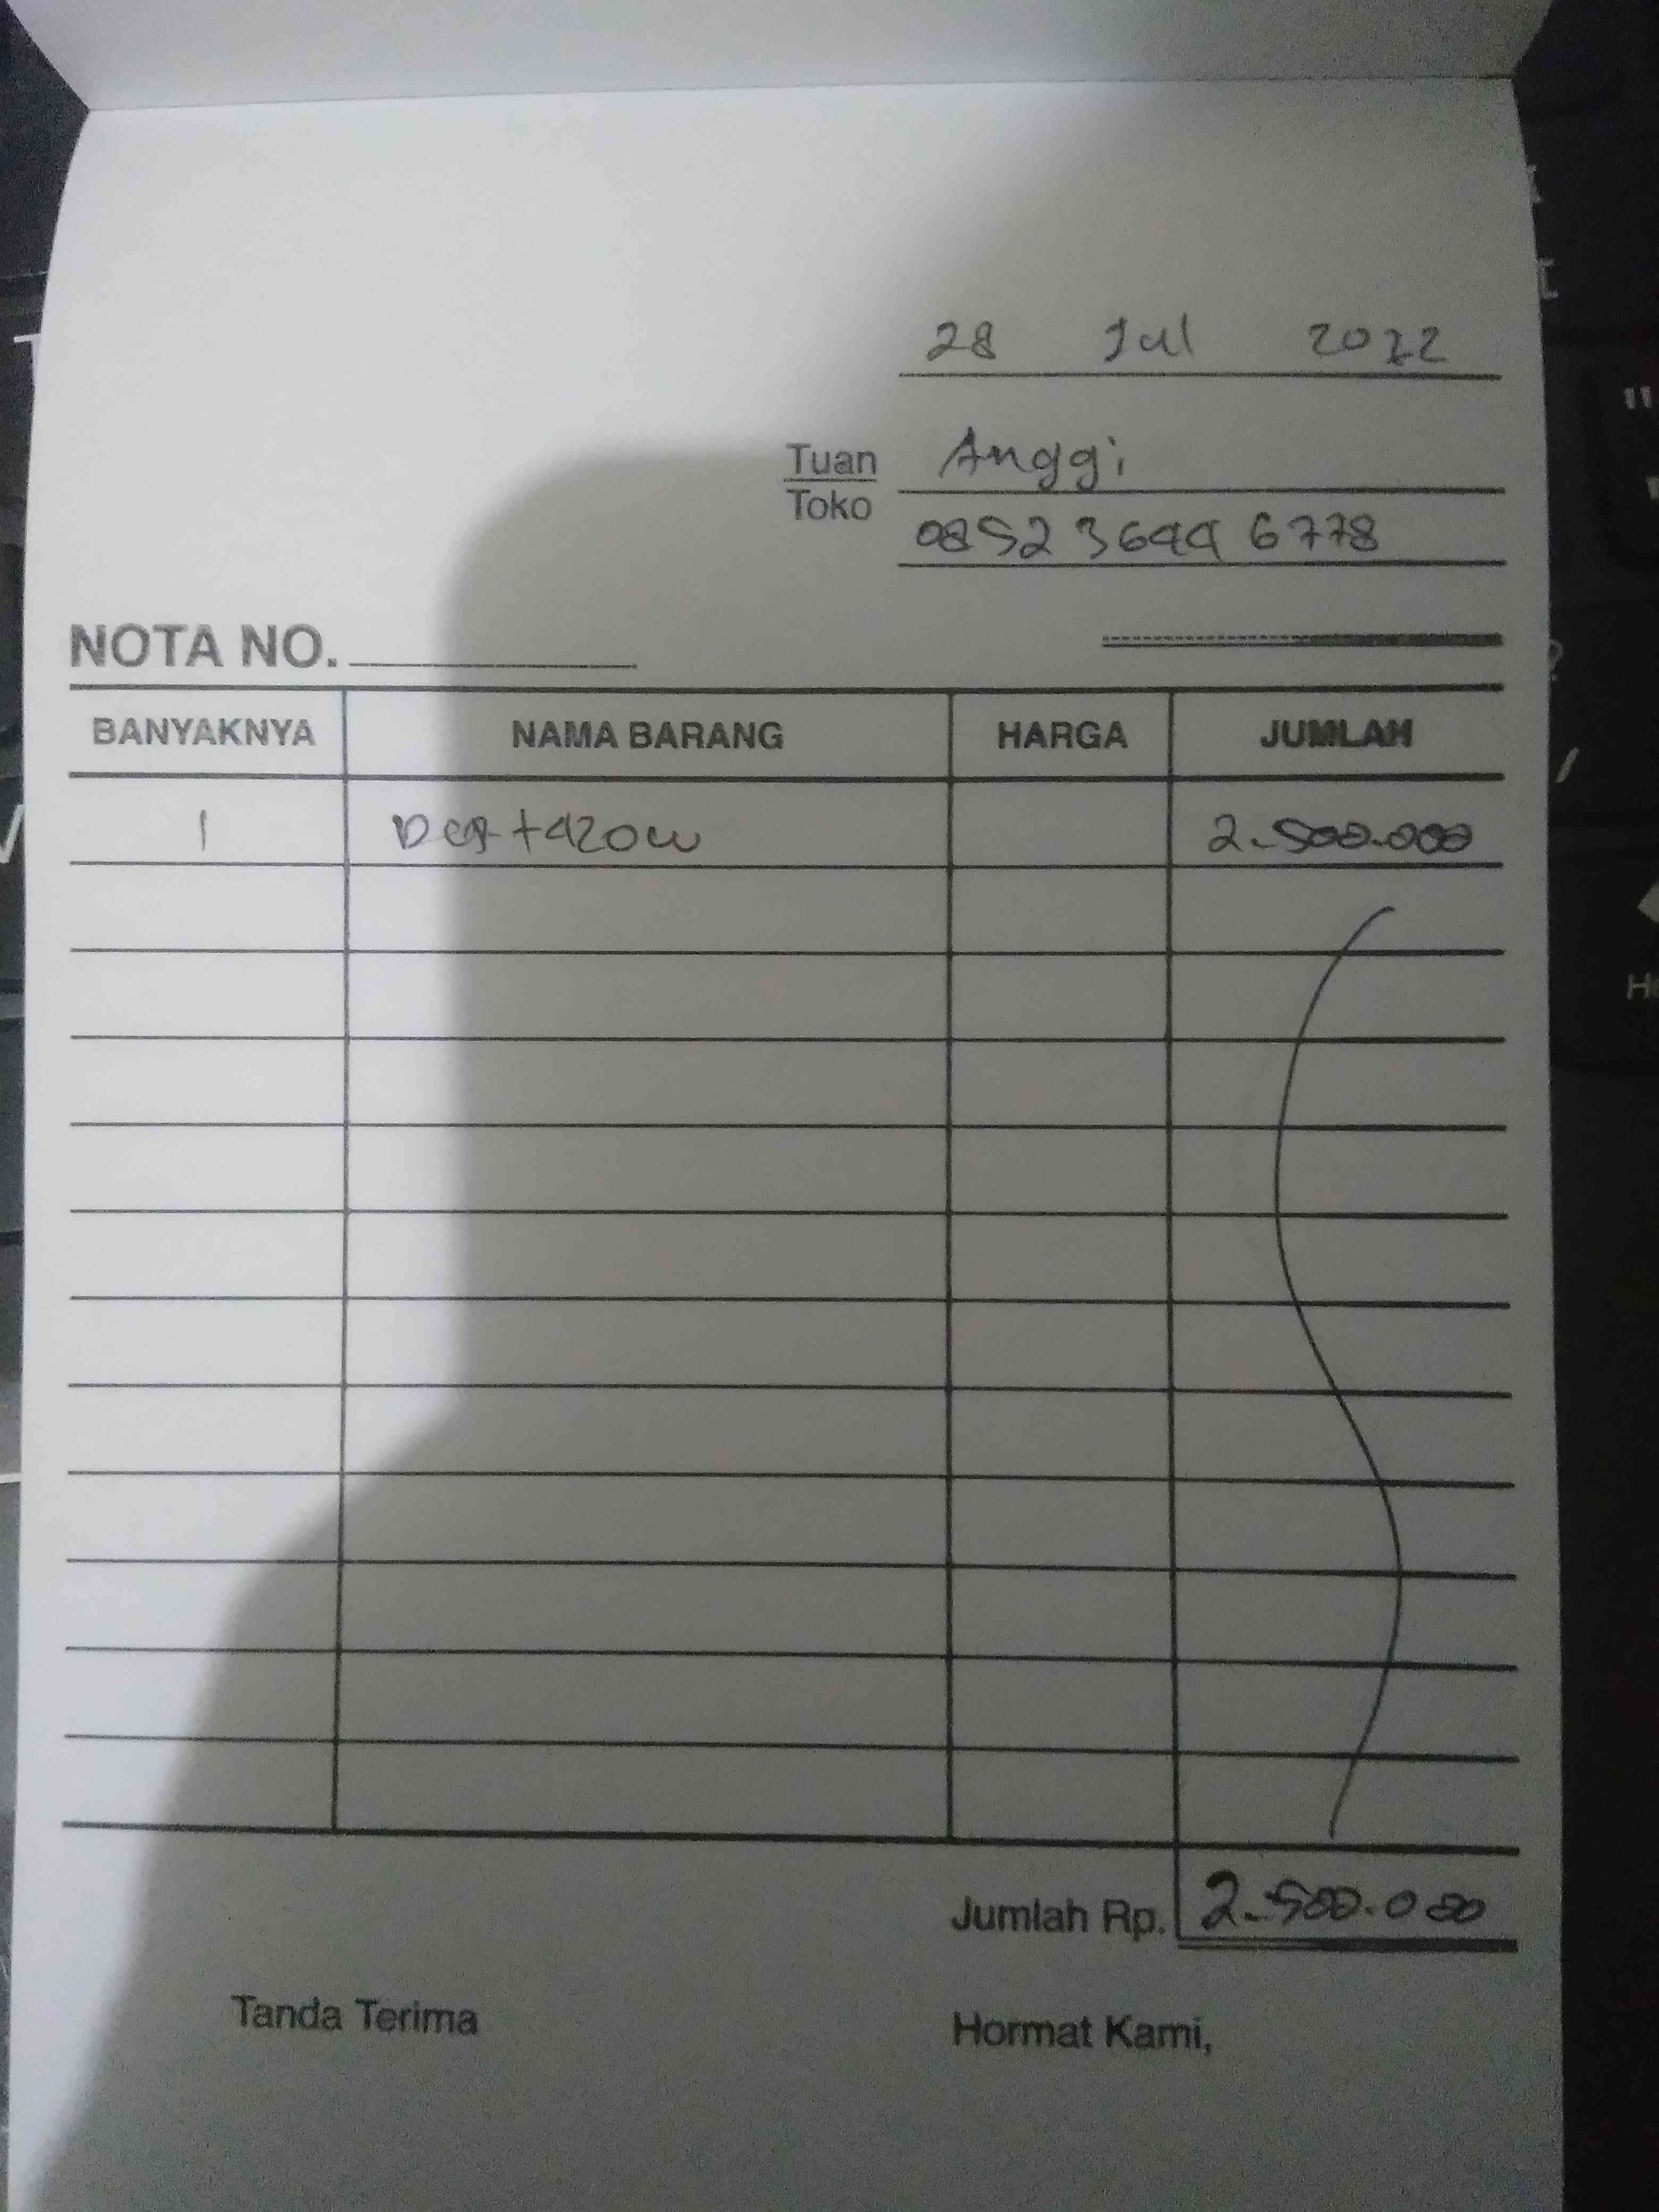 28 Jul 2022
Tuan Anggi
Toko
0852 3644 6778
NOTA NO.
BANYAKNYA NAMA BARANG HARGA JUMLAH
1 2.500.000
Jumlah Rp. 2.500.000
Tanda Terima Hormat Kami,